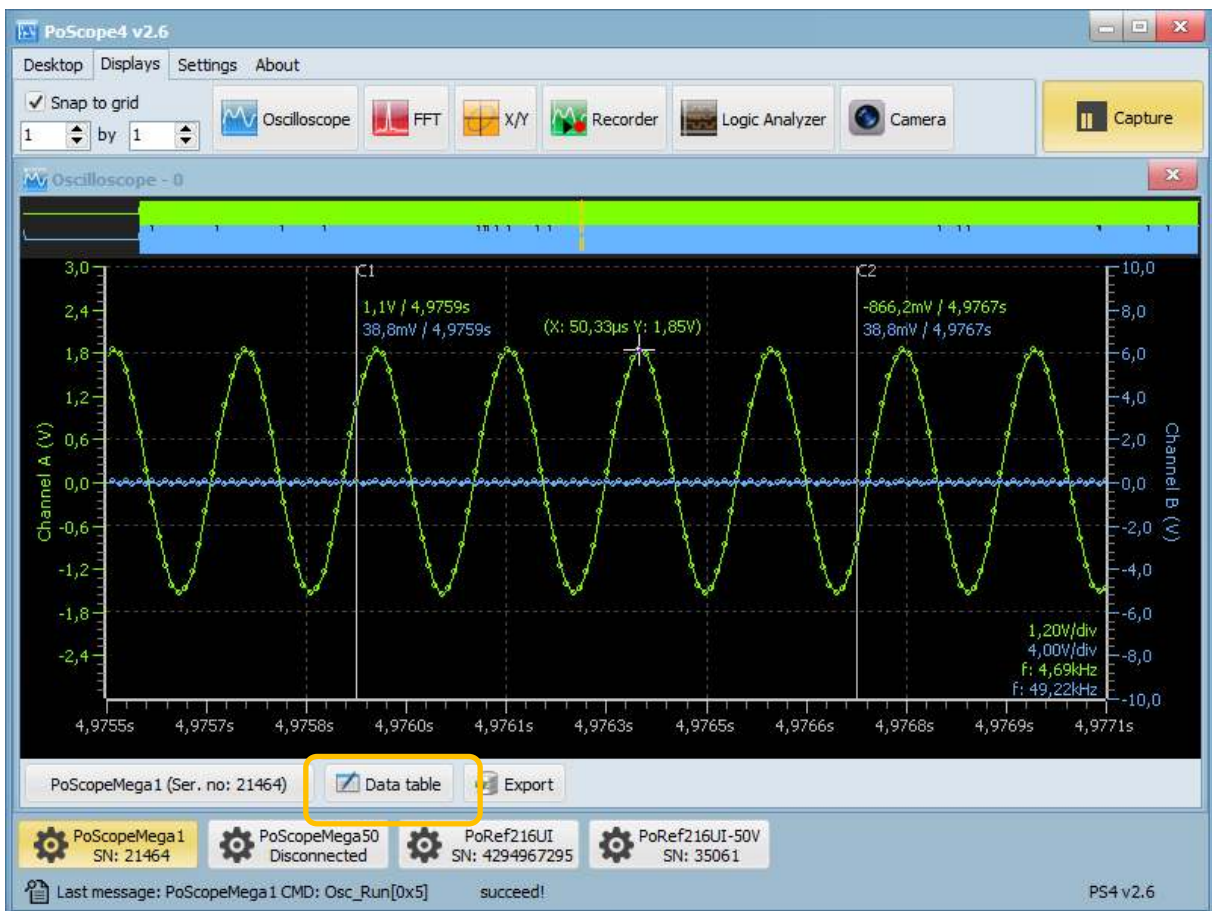 PoScope4 v2.6
Desktop Displays Settings About
Snap to grid
1 by 1
Oscilloscope FFT X/Y Recorder Logic Analyzer Camera Capture
Oscilloscope - 0
3,0 C1 C2 10,0
2,4 1,1V / 4,9759s -866,2mV / 4,9767s 8,0
38,8mV / 4,9759s (X: 50,33µs Y: 1,85V) 38,8mV / 4,9767s
1,8 6,0
1,2 4,0
0,6 2,0
Channel A (V) Channel B (V)
0,0 0,0
-0,6 -2,0
-1,2 -4,0
-1,8 -6,0
1,20V/div
-2,4 4,00V/div -8,0
f: 4,69kHz
f: 49,22kHz -10,0
4,9755s 4,9757s 4,9758s 4,9760s 4,9761s 4,9763s 4,9765s 4,9766s 4,9768s 4,9769s 4,9771s
PoScopeMega1 (Ser. no: 21464) Data table Export
PoScopeMega1 PoScopeMega50 PoRef216UI PoRef216UI-50V
SN: 21464 Disconnected SN: 4294967295 SN: 35061
Last message: PoScopeMega1 CMD: Osc_Run[0x5] succeed! PS4 v2.6